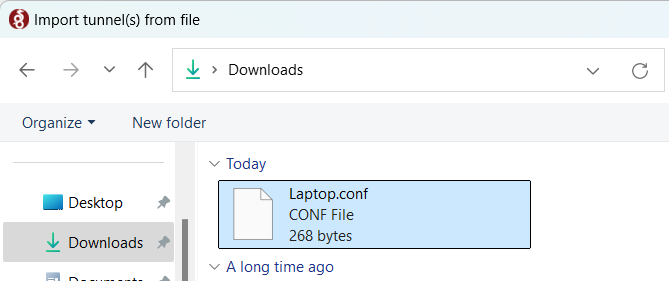 Import tunnel(s) from file
Downloads
Organize
New folder
Today
Desktop
Laptop.conf
CONF File
268 bytes
Downloads
A long time ago
Documents